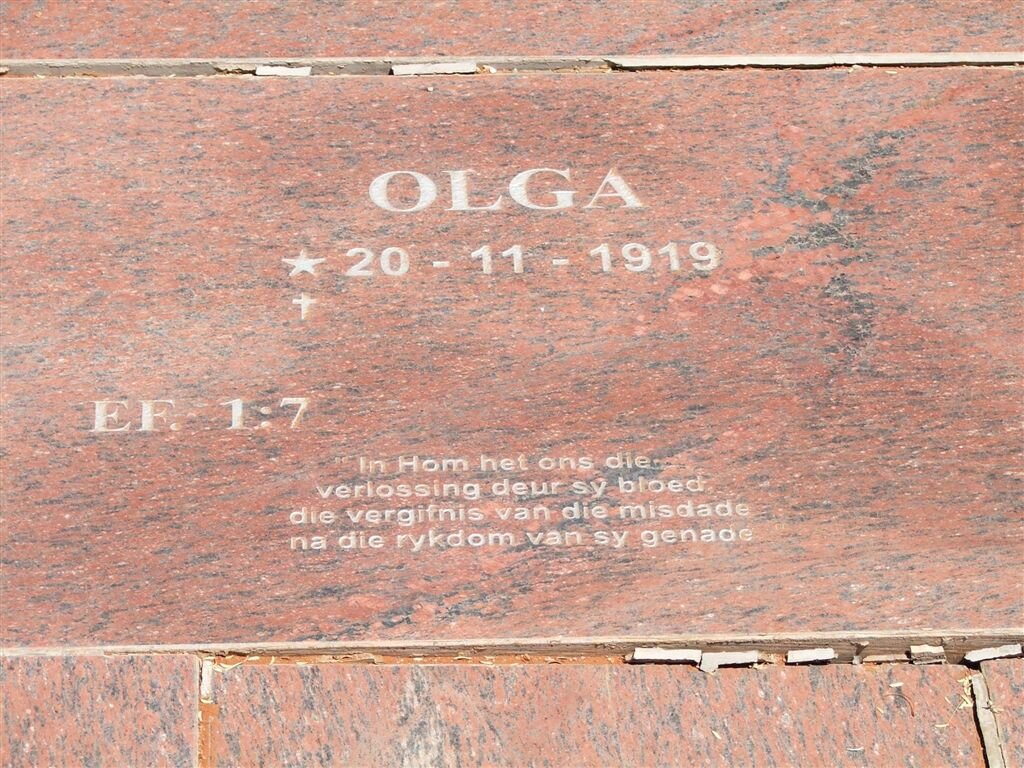 OLGA
★ 20 - 11 - 1919
✝
EF. 1:7
" In Hom het ons die
verlossing deur sy bloed
die vergifnis van die misdade
na die rykdom van sy genade